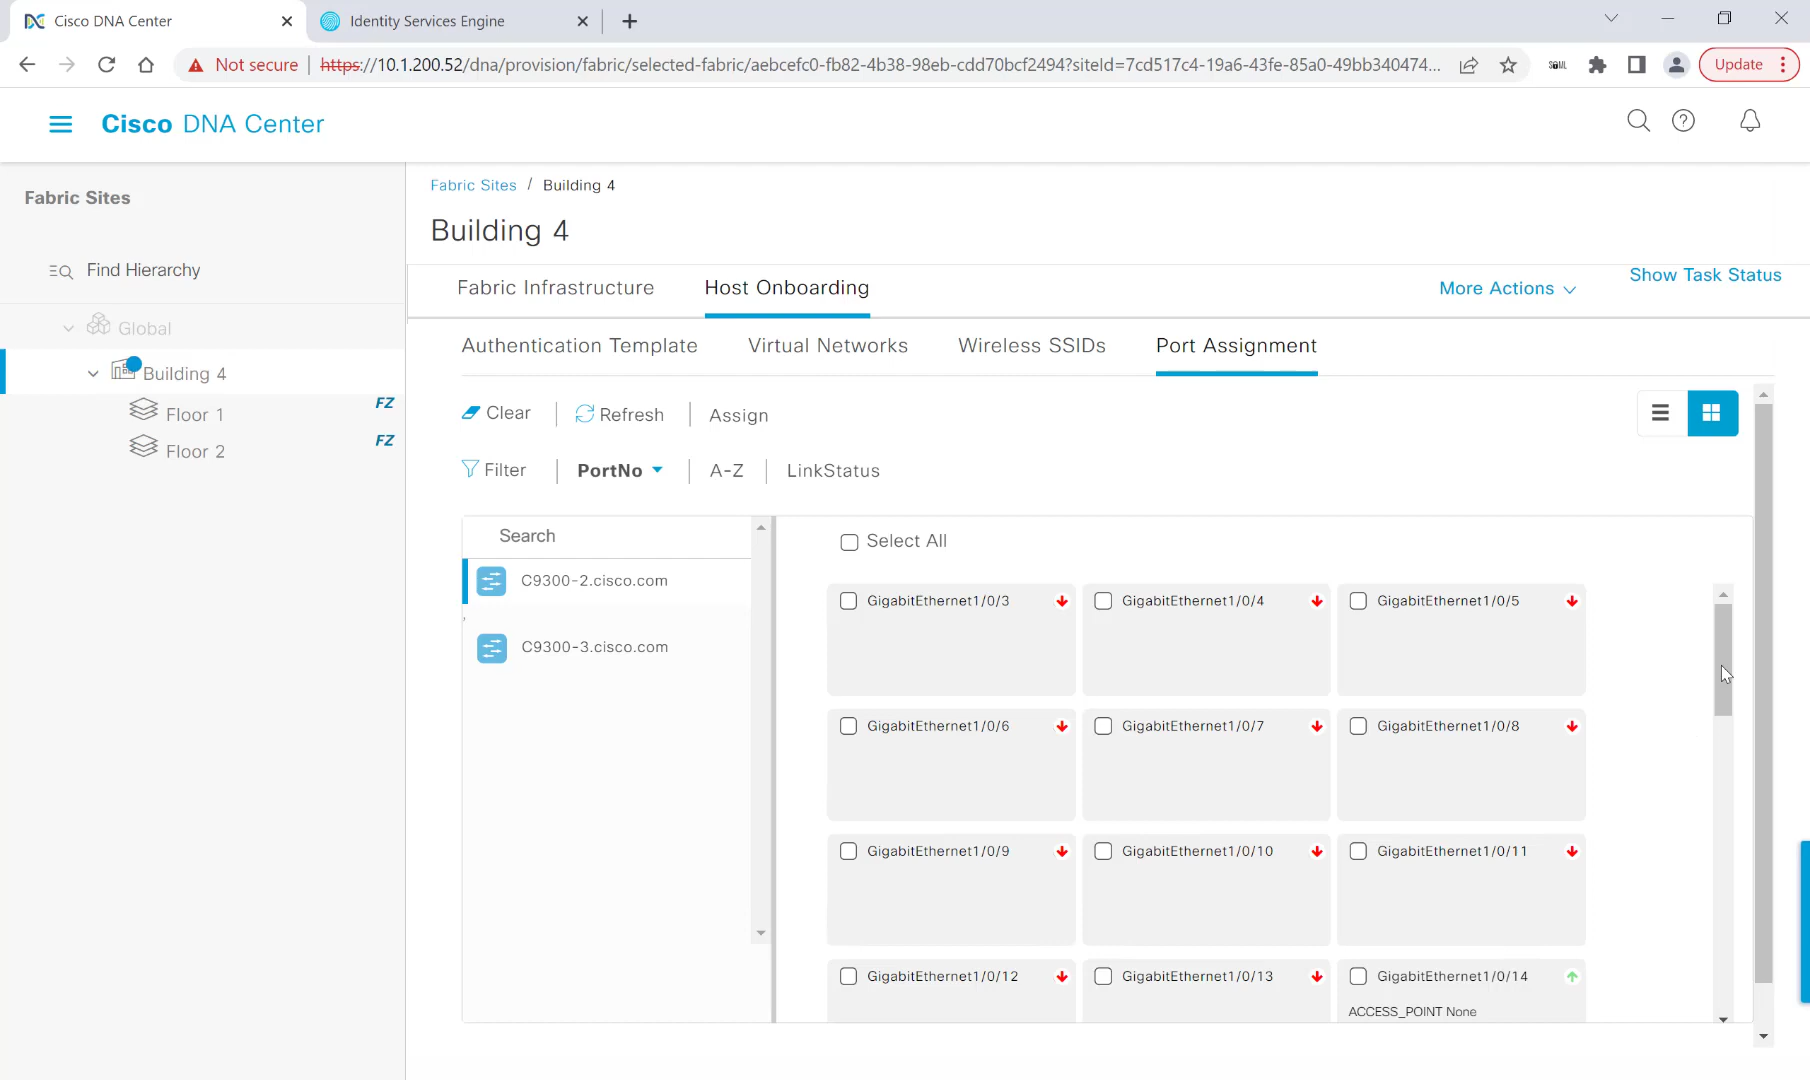 Cisco DNA Center
Identity Services Engine
Not secure
https://10.1.200.52/dna/provision/fabric/selected-fabric/aebcefc0-fb82-4b38-98eb-cdd70bcf2494?siteId=7cd517c4-19a6-43fe-85a0-49bb340474...
Update
Cisco DNA Center
Fabric Sites
Find Hierarchy
Global
Building 4
Floor 1 FZ
Floor 2 FZ
Fabric Sites / Building 4
Building 4
Fabric Infrastructure
Host Onboarding
More Actions
Show Task Status
Authentication Template
Virtual Networks
Wireless SSIDs
Port Assignment
Clear
Refresh
Assign
Filter
PortNo
A-Z
LinkStatus
Search
C9300-2.cisco.com
C9300-3.cisco.com
Select All
GigabitEthernet1/0/3
GigabitEthernet1/0/4
GigabitEthernet1/0/5
GigabitEthernet1/0/6
GigabitEthernet1/0/7
GigabitEthernet1/0/8
GigabitEthernet1/0/9
GigabitEthernet1/0/10
GigabitEthernet1/0/11
GigabitEthernet1/0/12
GigabitEthernet1/0/13
GigabitEthernet1/0/14
ACCESS_POINT None